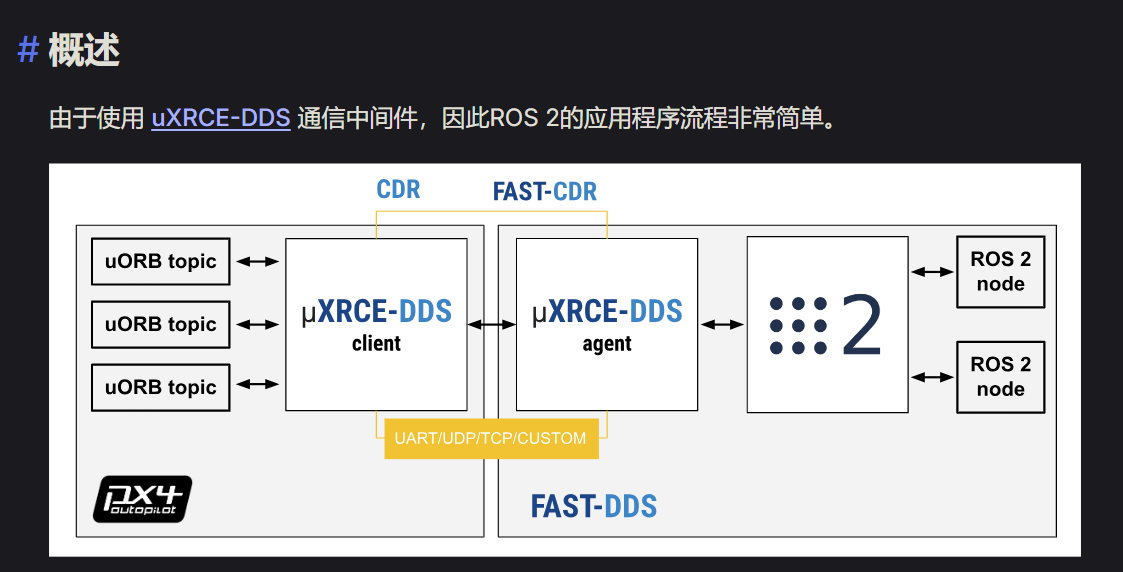 # 概述
由于使用 uXRCE-DDS 通信中间件，因此ROS 2的应用程序流程非常简单。
CDR
FAST-CDR
uORB topic
uORB topic
uORB topic
μXRCE-DDS
client
μXRCE-DDS
agent
2
ROS 2
node
ROS 2
node
UART/UDP/TCP/CUSTOM
px4
autopilot
FAST-DDS